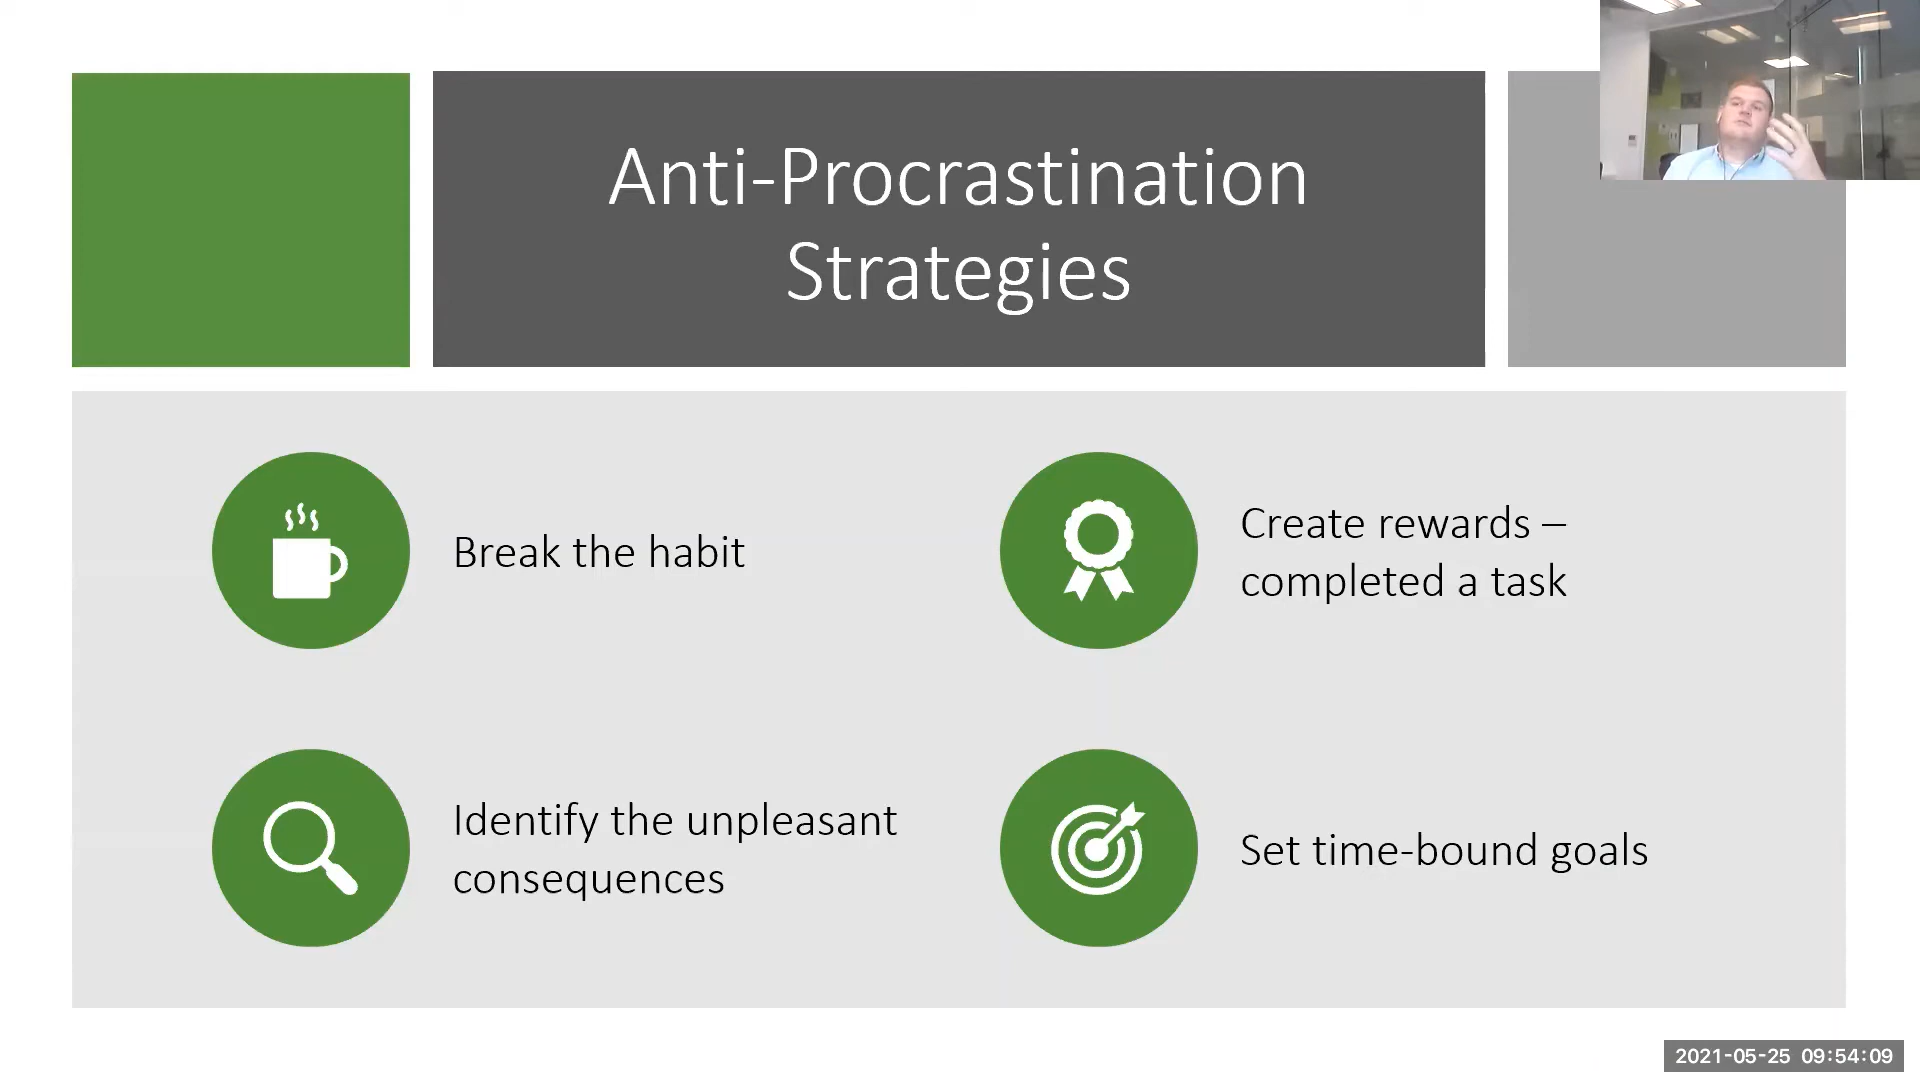 Anti-Procrastination
Strategies
Break the habit
Create rewards –
completed a task
Identify the unpleasant
consequences
Set time-bound goals
2021-05-25 09:54:09